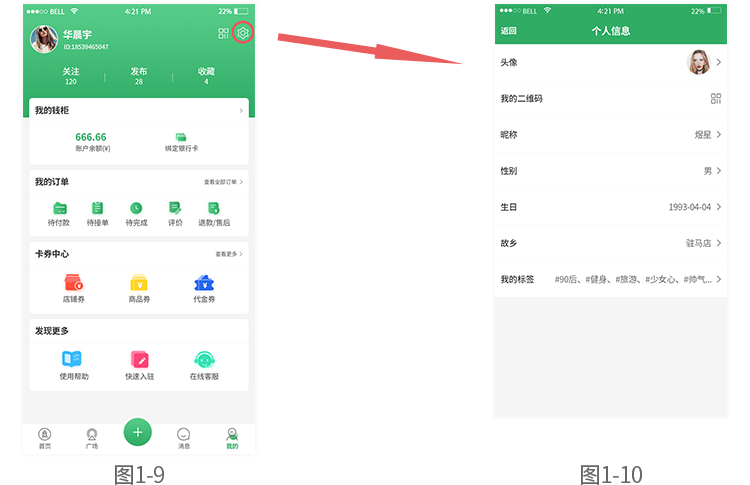 BELL 4:21 PM 22%
华晨宇
ID:18539465047
关注 发布 收藏
120 28 4
我的钱柜
666.66
账户余额(¥) 绑定银行卡
我的订单 查看全部订单
待付款 待接单 待完成 评价 退款/售后
卡券中心 查看更多
店铺券 商品券 代金券
发现更多
使用帮助 快速入驻 在线客服
首页 广场 消息 我的
图1-9
BELL 4:21 PM 22%
返回 个人信息
头像
我的二维码
昵称 煜星
性别 男
生日 1993-04-04
故乡 驻马店
我的标签 #90后、#健身、#旅游、#少女心、#帅气...
图1-10